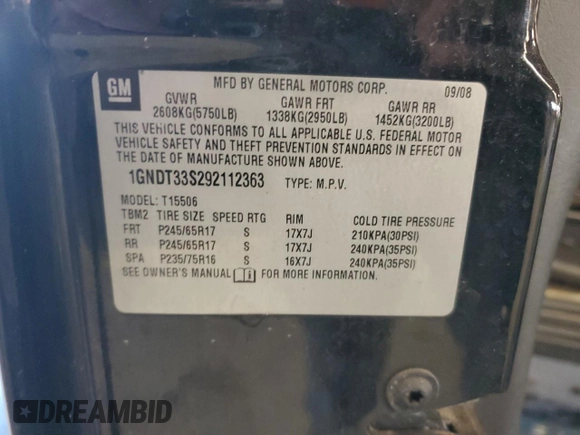 GM
MFD BY GENERAL MOTORS CORP. 09/08
GVWR GAWR FRT GAWR RR
2608KG(5750LB) 1338KG(2950LB) 1452KG(3200LB)
THIS VEHICLE CONFORMS TO ALL APPLICABLE U.S. FEDERAL MOTOR
VEHICLE SAFETY AND THEFT PREVENTION STANDARDS IN EFFECT ON
THE DATE OF MANUFACTURE SHOWN ABOVE.
1GNDT33S292112363 TYPE: M.P.V.
MODEL: T15506
TBM2 TIRE SIZE SPEED RTG RIM COLD TIRE PRESSURE
FRT P245/65R17 S 17X7J 210KPA(30PSI)
RR P245/65R17 S 17X7J 240KPA(35PSI)
SPA P235/75R16 S 16X7J 240KPA(35PSI)
SEE OWNER'S MANUAL FOR MORE INFORMATION.
DREAMBID